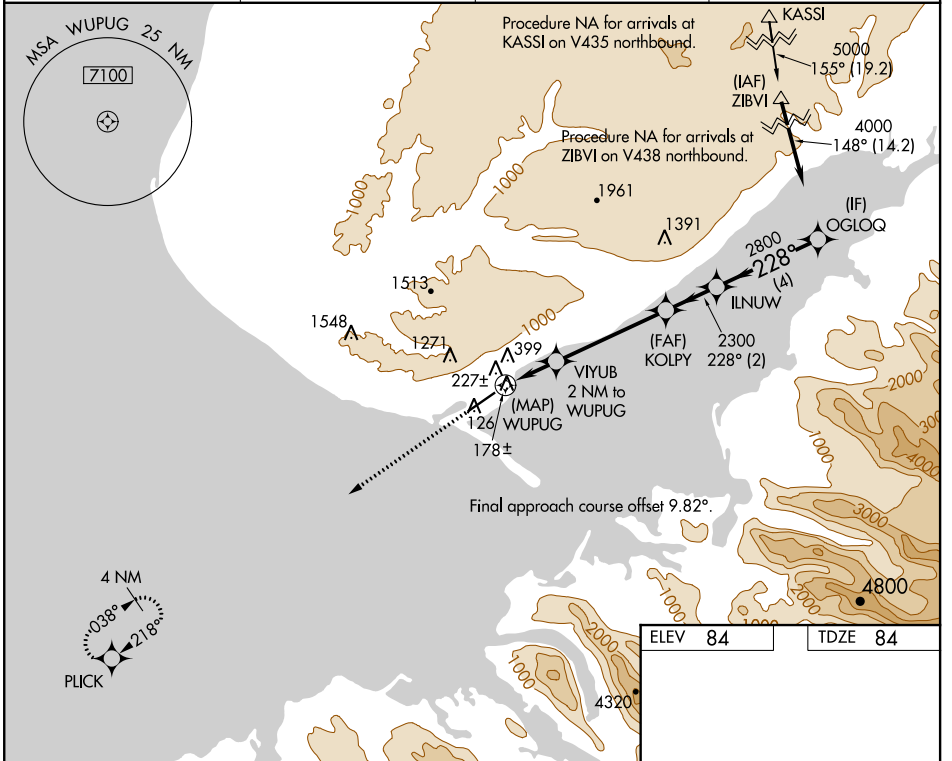 MSA WUPUG 25 NM
7100
Procedure NA for arrivals at
KASSI on V435 northbound.
KASSI
5000
155° (19.2)
(IAF)
ZIBVI
4000
148° (14.2)
Procedure NA for arrivals at
ZIBVI on V438 northbound.
1000
1000
1961
1391
(IF)
OGLOQ
2800
228°
(4)
ILNUW
2300
228° (2)
(FAF)
KOLPY
1513
1548
1271
1000
399
227±
VIYUB
2 NM to
WUPUG
(MAP)
WUPUG
126
178±
Final approach course offset 9.82°.
2000
1000
4000
3000
2000
4800
1000
2000
1000
4320
4 NM
038°
218°
PLICK
ELEV 84
TDZE 84